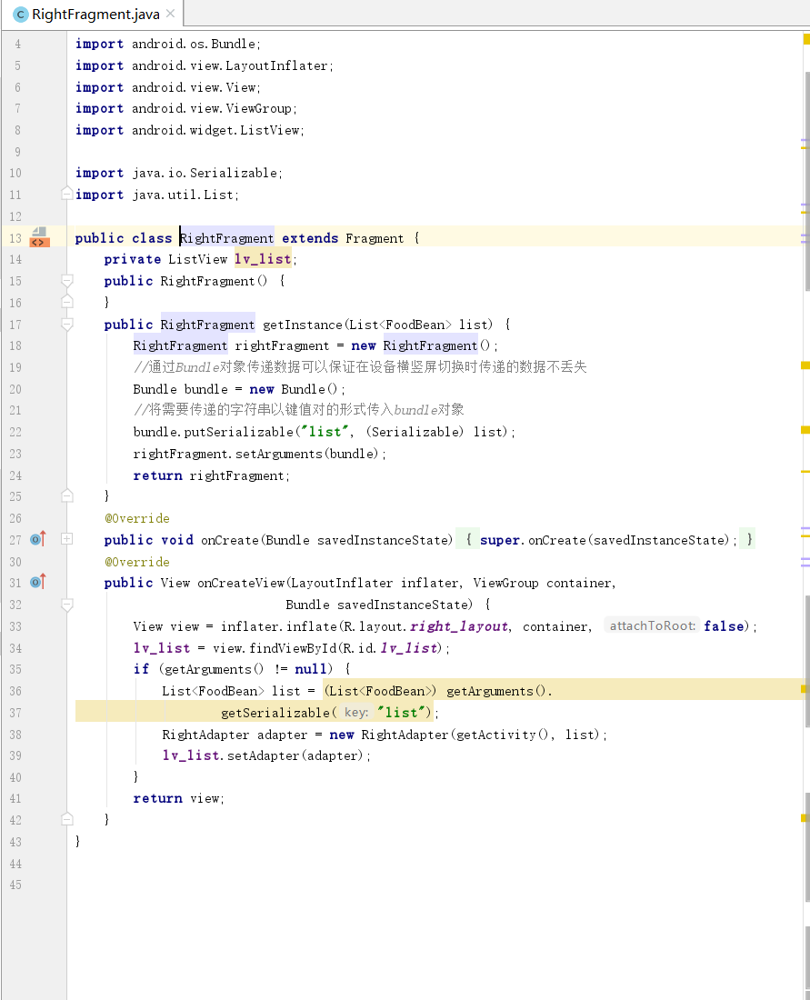 RightFragment.java
4 import android.os.Bundle;
5 import android.view.LayoutInflater;
6 import android.view.View;
7 import android.view.ViewGroup;
8 import android.widget.ListView;
9
10 import java.io.Serializable;
11 import java.util.List;
12
13 public class RightFragment extends Fragment {
14 private ListView lv_list;
15 public RightFragment() {
16 }
17 public RightFragment getInstance(List<FoodBean> list) {
18 RightFragment rightFragment = new RightFragment();
19 //通过Bundle对象传递数据可以保证在设备横竖屏切换时传递的数据不丢失
20 Bundle bundle = new Bundle();
21 //将需要传递的字符串以键值对的形式传入bundle对象
22 bundle.putSerializable("list", (Serializable) list);
23 rightFragment.setArguments(bundle);
24 return rightFragment;
25 }
26 @Override
27 public void onCreate(Bundle savedInstanceState) { super.onCreate(savedInstanceState); }
30 @Override
31 public View onCreateView(LayoutInflater inflater, ViewGroup container,
32 Bundle savedInstanceState) {
33 View view = inflater.inflate(R.layout.right_layout, container, attachToRoot: false);
34 lv_list = view.findViewById(R.id.lv_list);
35 if (getArguments() != null) {
36 List<FoodBean> list = (List<FoodBean>) getArguments().
37 getSerializable( key: "list");
38 RightAdapter adapter = new RightAdapter(getActivity(), list);
39 lv_list.setAdapter(adapter);
40 }
41 return view;
42 }
43 }
44
45